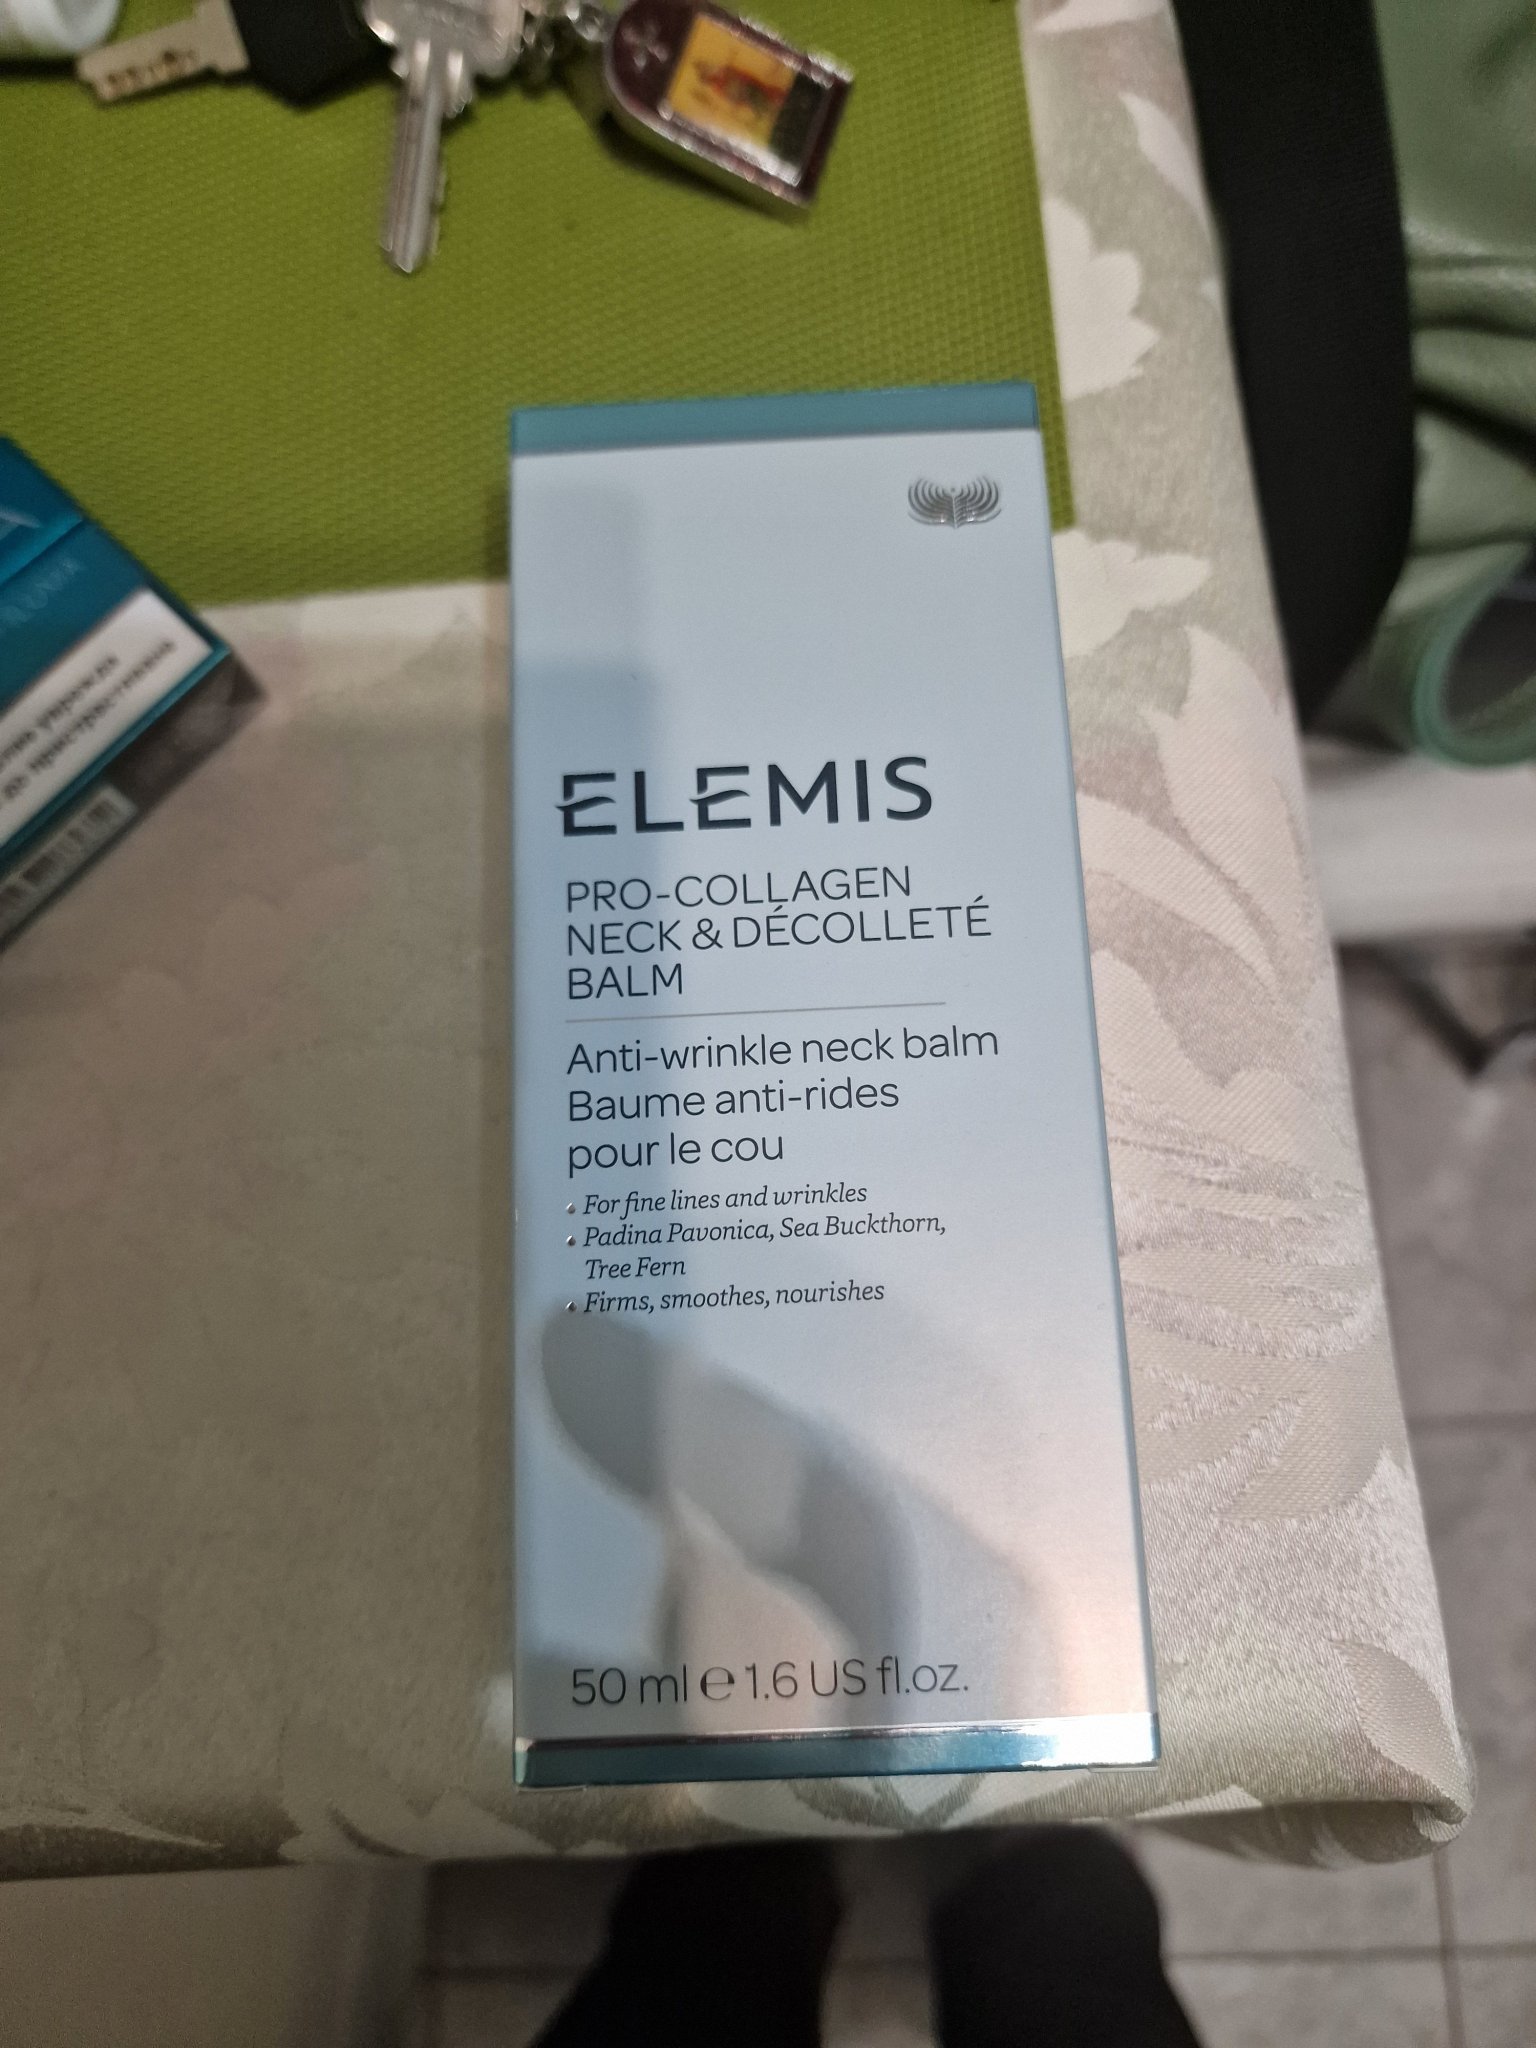 ELEMIS
PRO-COLLAGEN
NECK & DÉCOLLETÉ
BALM
Anti-wrinkle neck balm
Baume anti-rides
pour le cou
• For fine lines and wrinkles
• Padina Pavonica, Sea Buckthorn,
Tree Fern
• Firms, smoothes, nourishes
50 ml ℮ 1.6 US fl.oz.